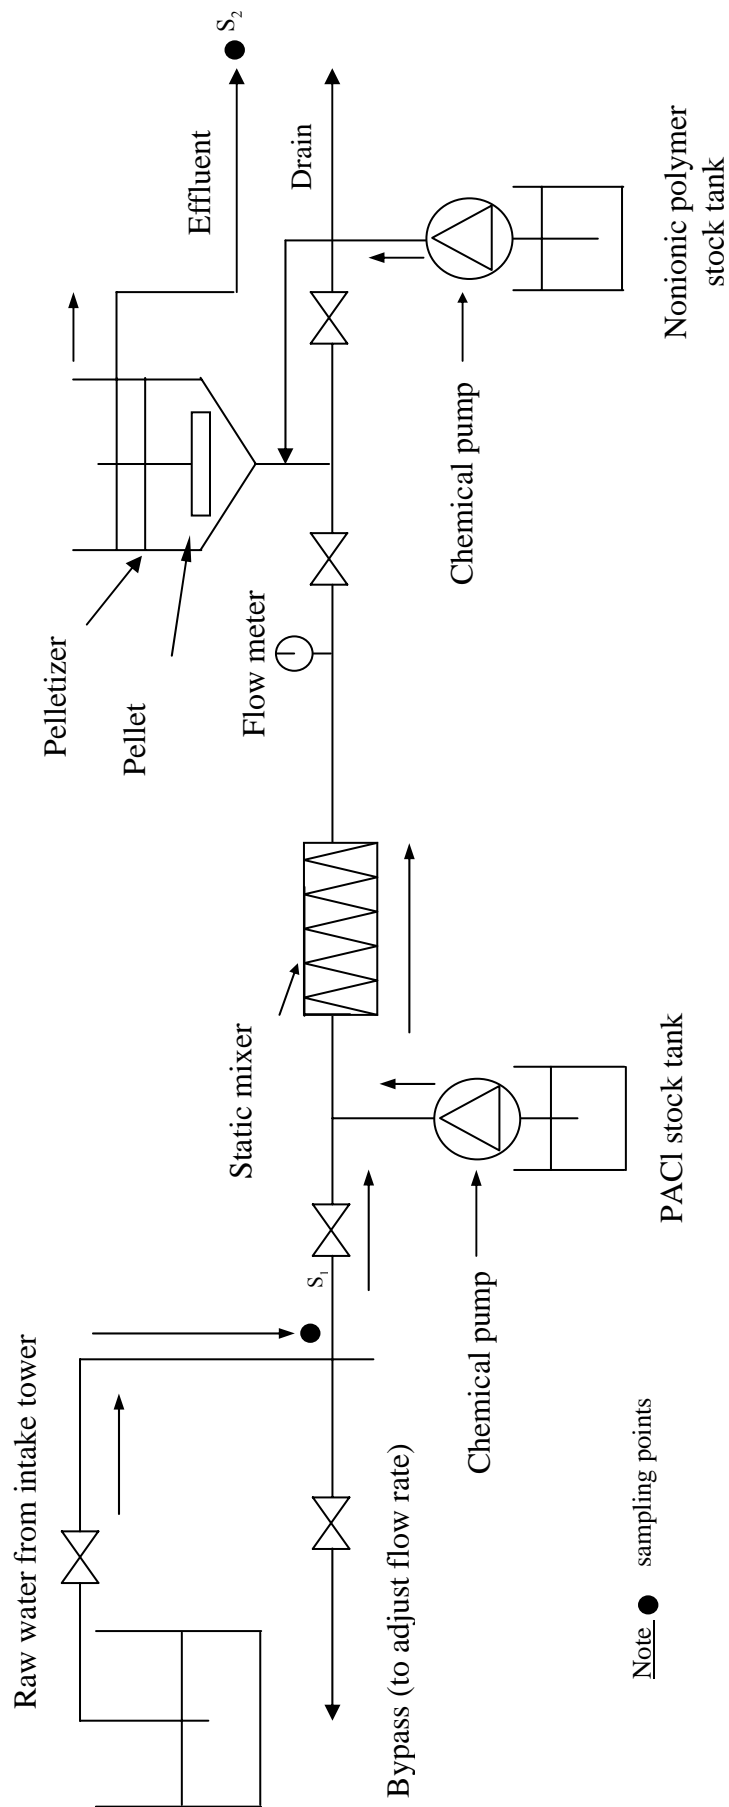 Raw water from intake tower
Bypass (to adjust flow rate)
S1
Static mixer
Chemical pump
PACl stock tank
Flow meter
Pelletizer
Pellet
Chemical pump
Nonionic polymer
stock tank
Effluent
Drain
S2
Note sampling points